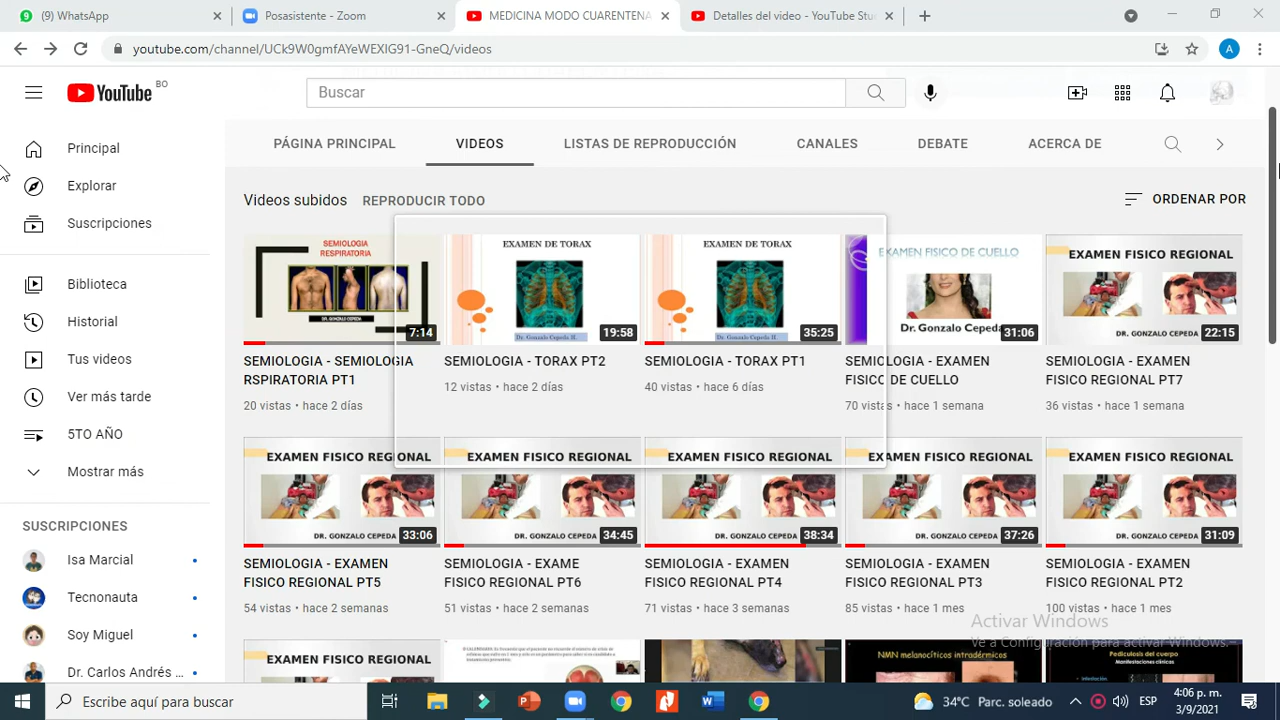 9
(9) WhatsApp
Posasistente - Zoom
MEDICINA MODO CUARENTENA
Detalles del video - YouTube Stu
youtube.com/channel/UCk9W0gmfAYeWEXIG91-GneQ/videos
A
YouTube BO
Buscar
Principal
Explorar
Suscripciones
Biblioteca
Historial
Tus videos
Ver más tarde
5TO AÑO
Mostrar más
SUSCRIPCIONES
Isa Marcial
Tecnonauta
Soy Miguel
Dr. Carlos Andrés ...
PÁGINA PRINCIPAL VIDEOS LISTAS DE REPRODUCCIÓN CANALES DEBATE ACERCA DE
Videos subidos REPRODUCIR TODO
ORDENAR POR
SEMIOLOGIA
RESPIRATORIA
DR. GONZALO CEPEDA
7:14
SEMIOLOGIA - SEMIOLOGIA
RSPIRATORIA PT1
20 vistas • hace 2 días
EXAMEN DE TORAX
Dr. Gonzalo Cepeda H.
19:58
SEMIOLOGIA - TORAX PT2
12 vistas • hace 2 días
EXAMEN DE TORAX
Dr. Gonzalo Cepeda H.
35:25
SEMIOLOGIA - TORAX PT1
40 vistas • hace 6 días
EXAMEN FISICO DE CUELLO
Dr. Gonzalo Cepeda
31:06
SEMIOLOGIA - EXAMEN
FISICO DE CUELLO
70 vistas • hace 1 semana
EXAMEN FISICO REGIONAL
DR. GONZALO CEPEDA
22:15
SEMIOLOGIA - EXAMEN
FISICO REGIONAL PT7
36 vistas • hace 1 semana
EXAMEN FISICO REGIONAL
DR. GONZALO CEPEDA
33:06
SEMIOLOGIA - EXAMEN
FISICO REGIONAL PT5
54 vistas • hace 2 semanas
EXAMEN FISICO REGIONAL
DR. GONZALO CEPEDA
34:45
SEMIOLOGIA - EXAME
FISICO REGIONAL PT6
51 vistas • hace 2 semanas
EXAMEN FISICO REGIONAL
DR. GONZALO CEPEDA
38:34
SEMIOLOGIA - EXAMEN
FISICO REGIONAL PT4
71 vistas • hace 3 semanas
EXAMEN FISICO REGIONAL
DR. GONZALO CEPEDA
37:26
SEMIOLOGIA - EXAMEN
FISICO REGIONAL PT3
85 vistas • hace 1 mes
EXAMEN FISICO REGIONAL
DR. GONZALO CEPEDA
31:09
SEMIOLOGIA - EXAMEN
FISICO REGIONAL PT2
100 vistas • hace 1 mes
Activar Windows
Ve a Configuración para activar Windows.
EXAMEN FISICO REGIONAL
NMN melanocíticos intradérmicos
Pediculosis del cuerpo
Manifestaciones clínicas
Escribe aquí para buscar
34°C Parc. soleado
ESP
4:06 p. m.
3/9/2021